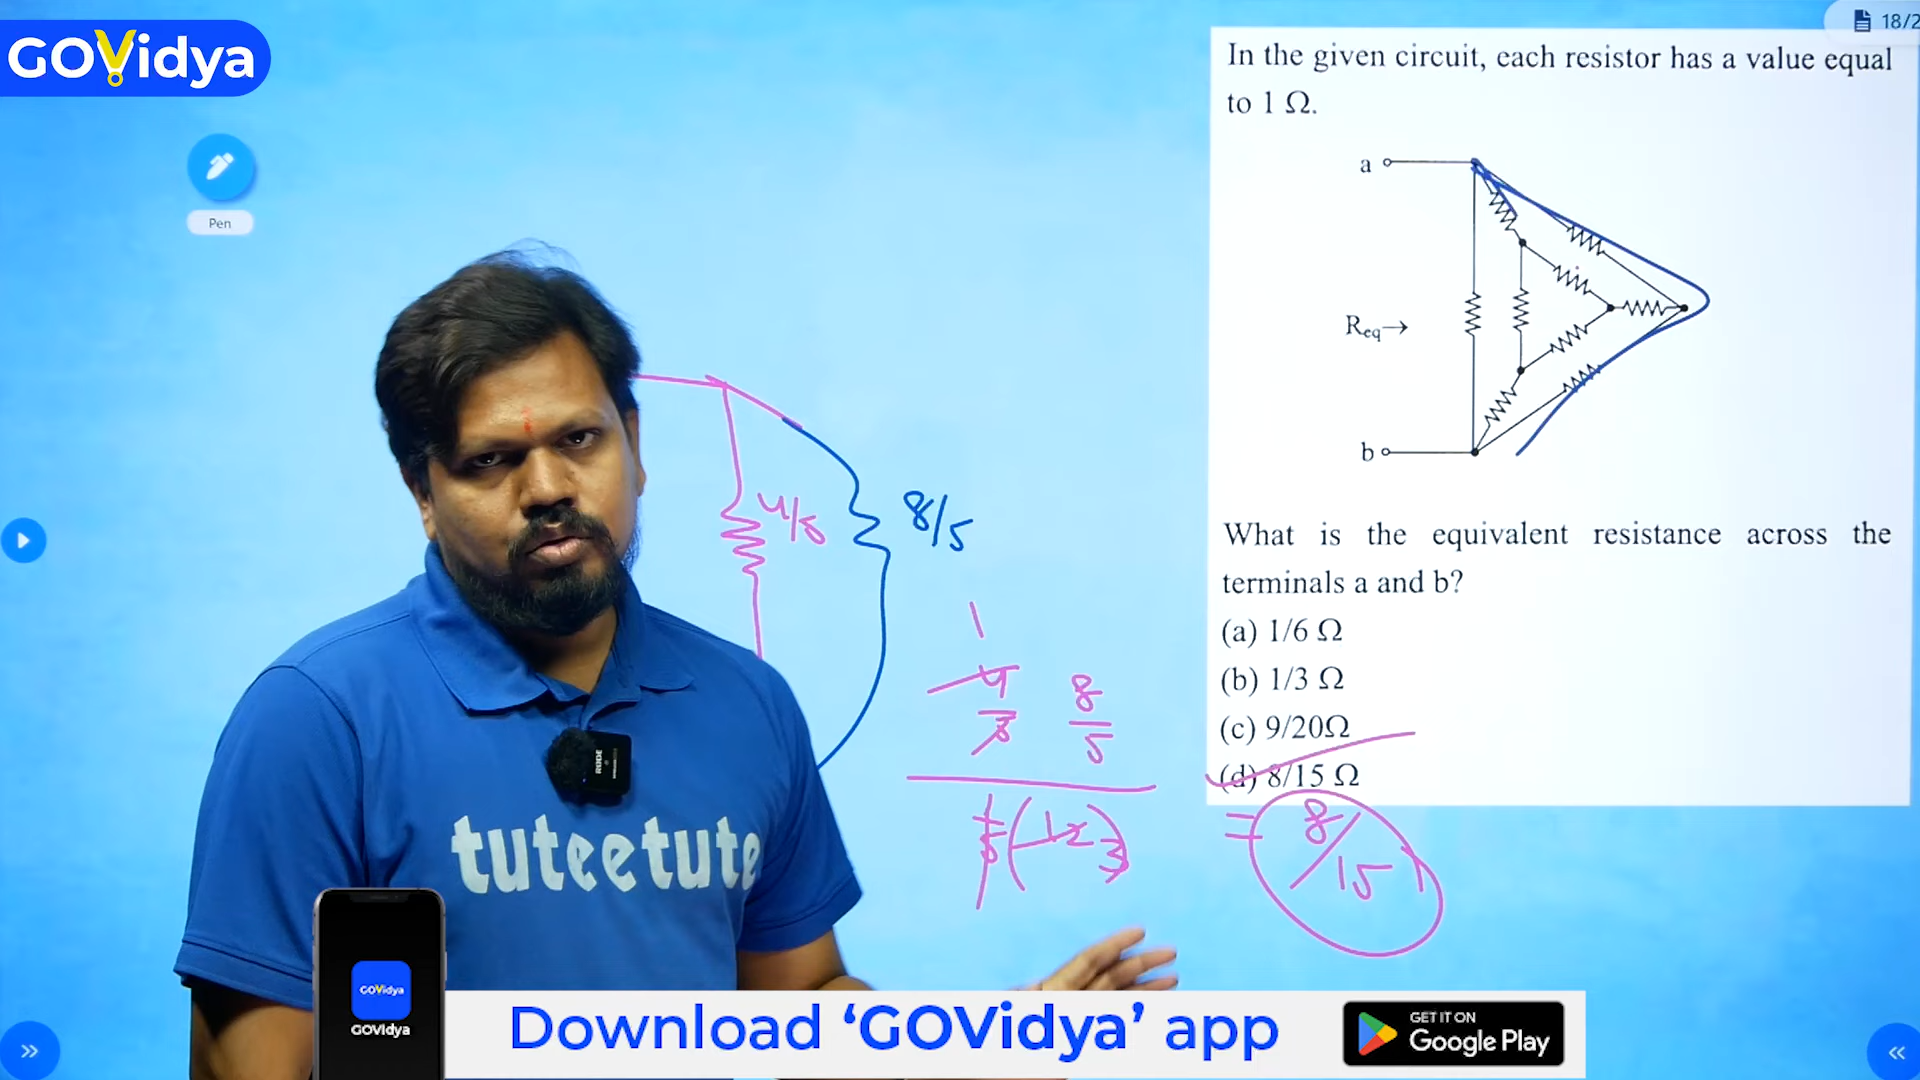 GOVidya
Pen
18/2
In the given circuit, each resistor has a value equal
to 1 Ω.
a
Req→
b
What is the equivalent resistance across the
terminals a and b?
(a) 1/6 Ω
(b) 1/3 Ω
(c) 9/20Ω
(d) 8/15 Ω
8/5
8
5
= 8/15
RODE
tuteetute
GOVidya
GOVidya
Download ‘GOVidya’ app
GET IT ON
Google Play